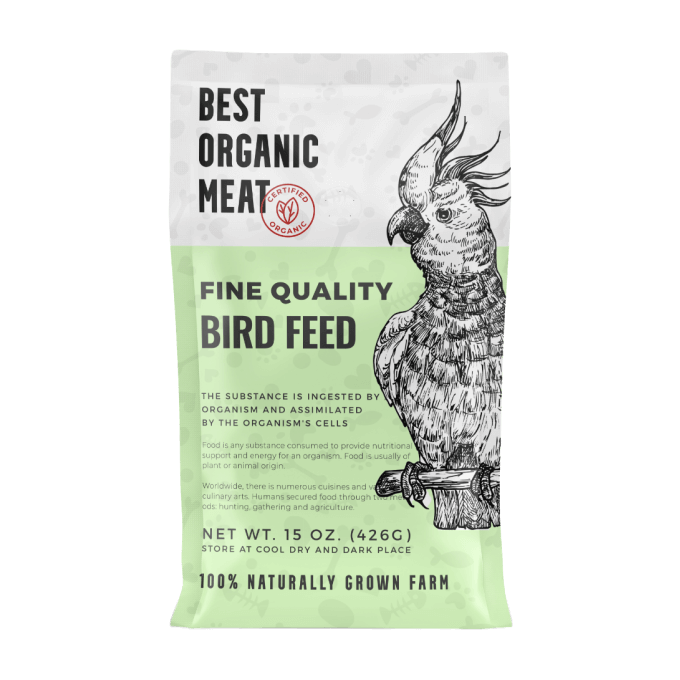 BEST
ORGANIC
MEAT
CERTIFIED
ORGANIC
FINE QUALITY
BIRD FEED
THE SUBSTANCE IS INGESTED BY
ORGANISM AND ASSIMILATED
BY THE ORGANISM'S CELLS
Food is any substance consumed to provide nutritional
support and energy for an organism. Food is usually of
plant or animal origin.
Worldwide, there is numerous cuisines and
culinary arts. Humans secured food through
ods: hunting, gathering and agriculture
NET WT. 15 OZ. (426G)
STORE AT COOL DRY AND DARK PLACE
100% NATURALLY GROWN FARM